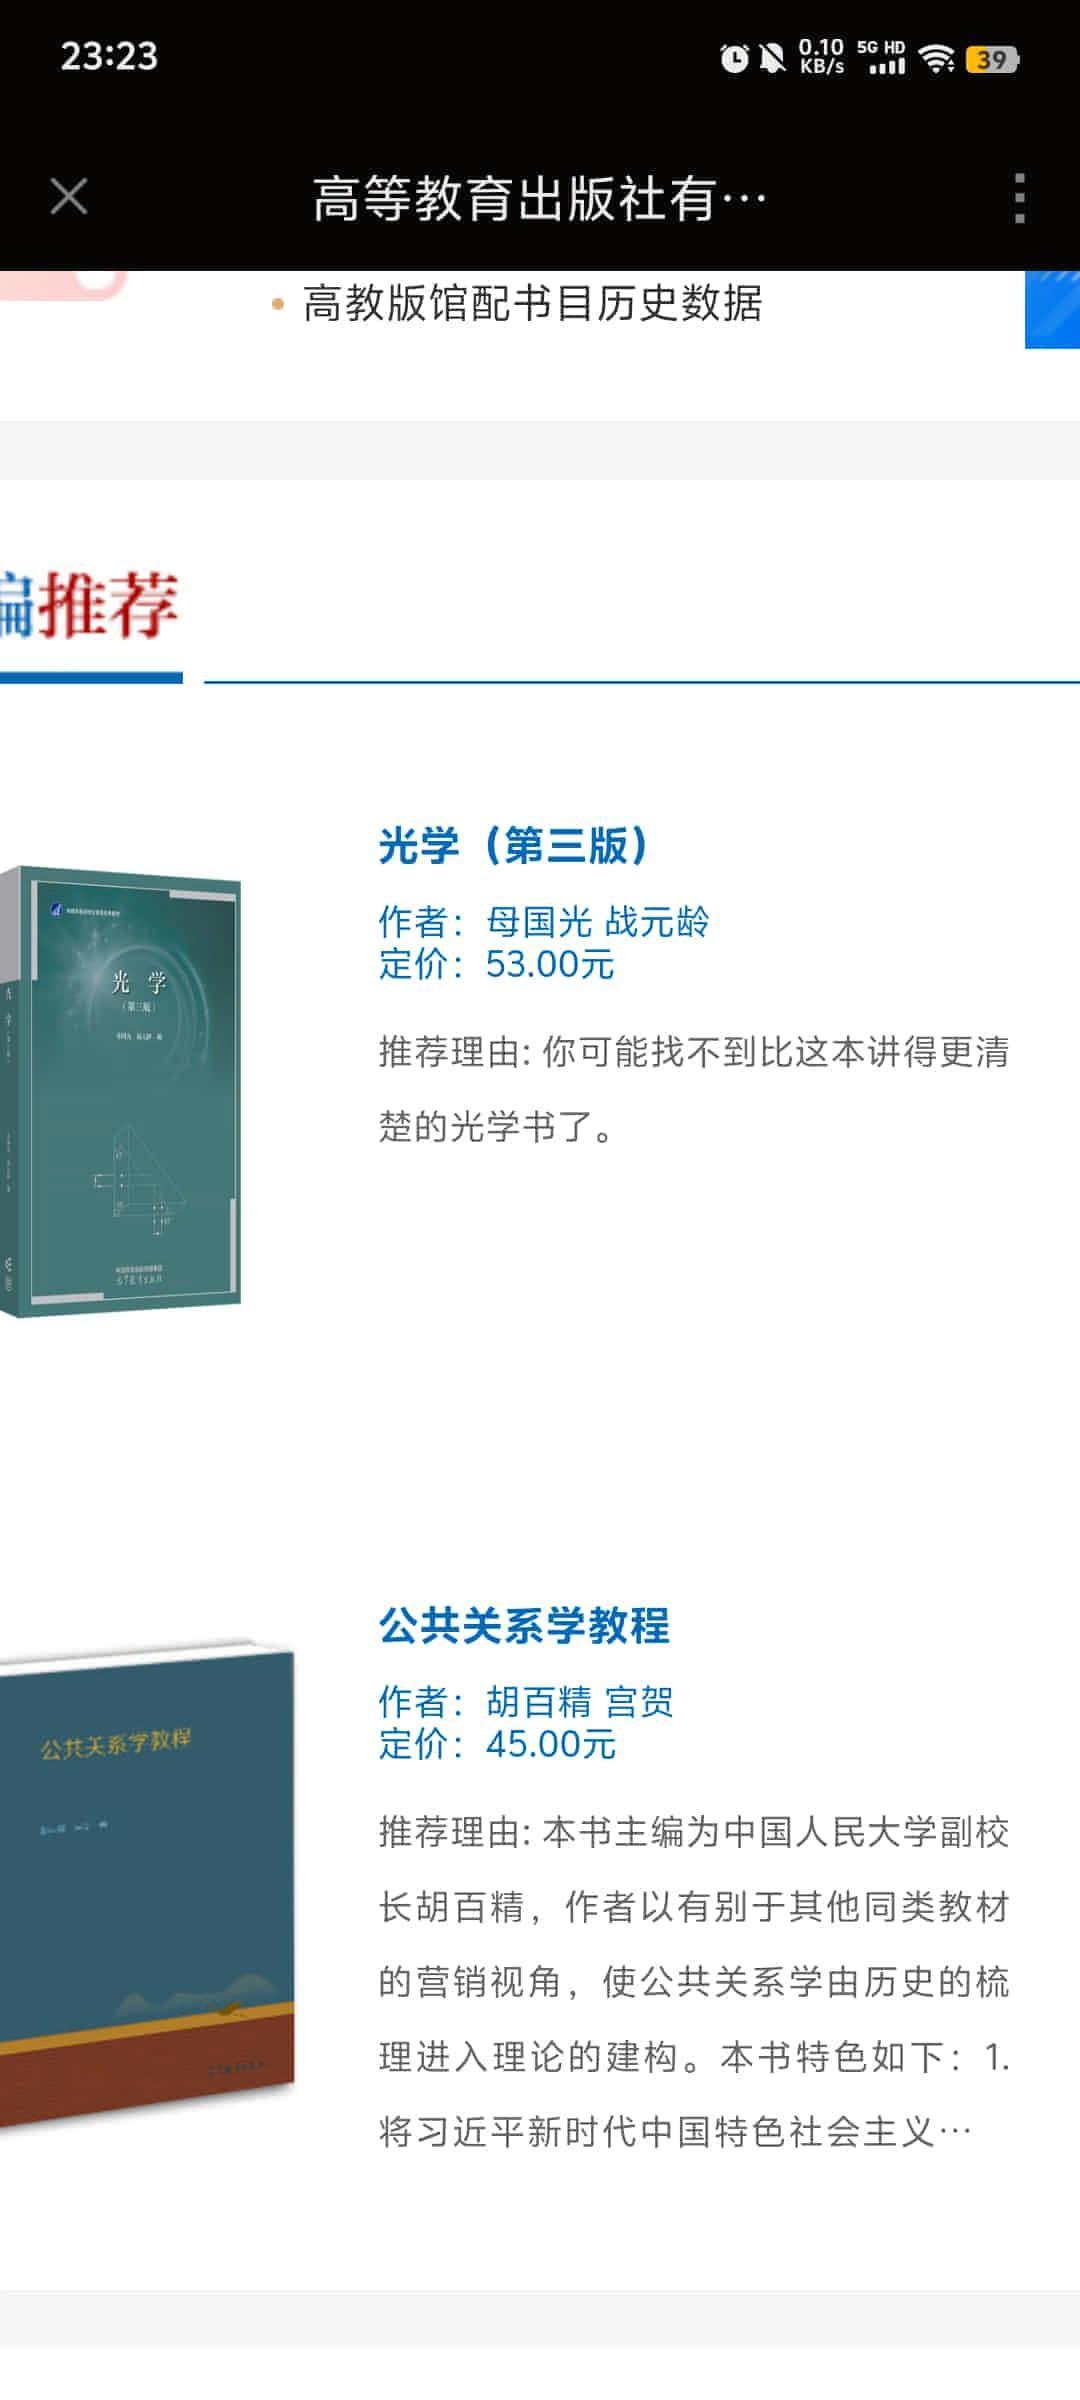 23:23
0.10
KB/s
5G HD
39
高等教育出版社有…
高教版馆配书目历史数据
编推荐
光学（第三版）
作者：母国光 战元龄
定价：53.00元
推荐理由: 你可能找不到比这本讲得更清
楚的光学书了。
光学
（第三版）
公共关系学教程
作者：胡百精 宫贺
定价：45.00元
推荐理由: 本书主编为中国人民大学副校
长胡百精，作者以有别于其他同类教材
的营销视角，使公共关系学由历史的梳
理进入理论的建构。本书特色如下：1.
将习近平新时代中国特色社会主义…
公共关系学教程